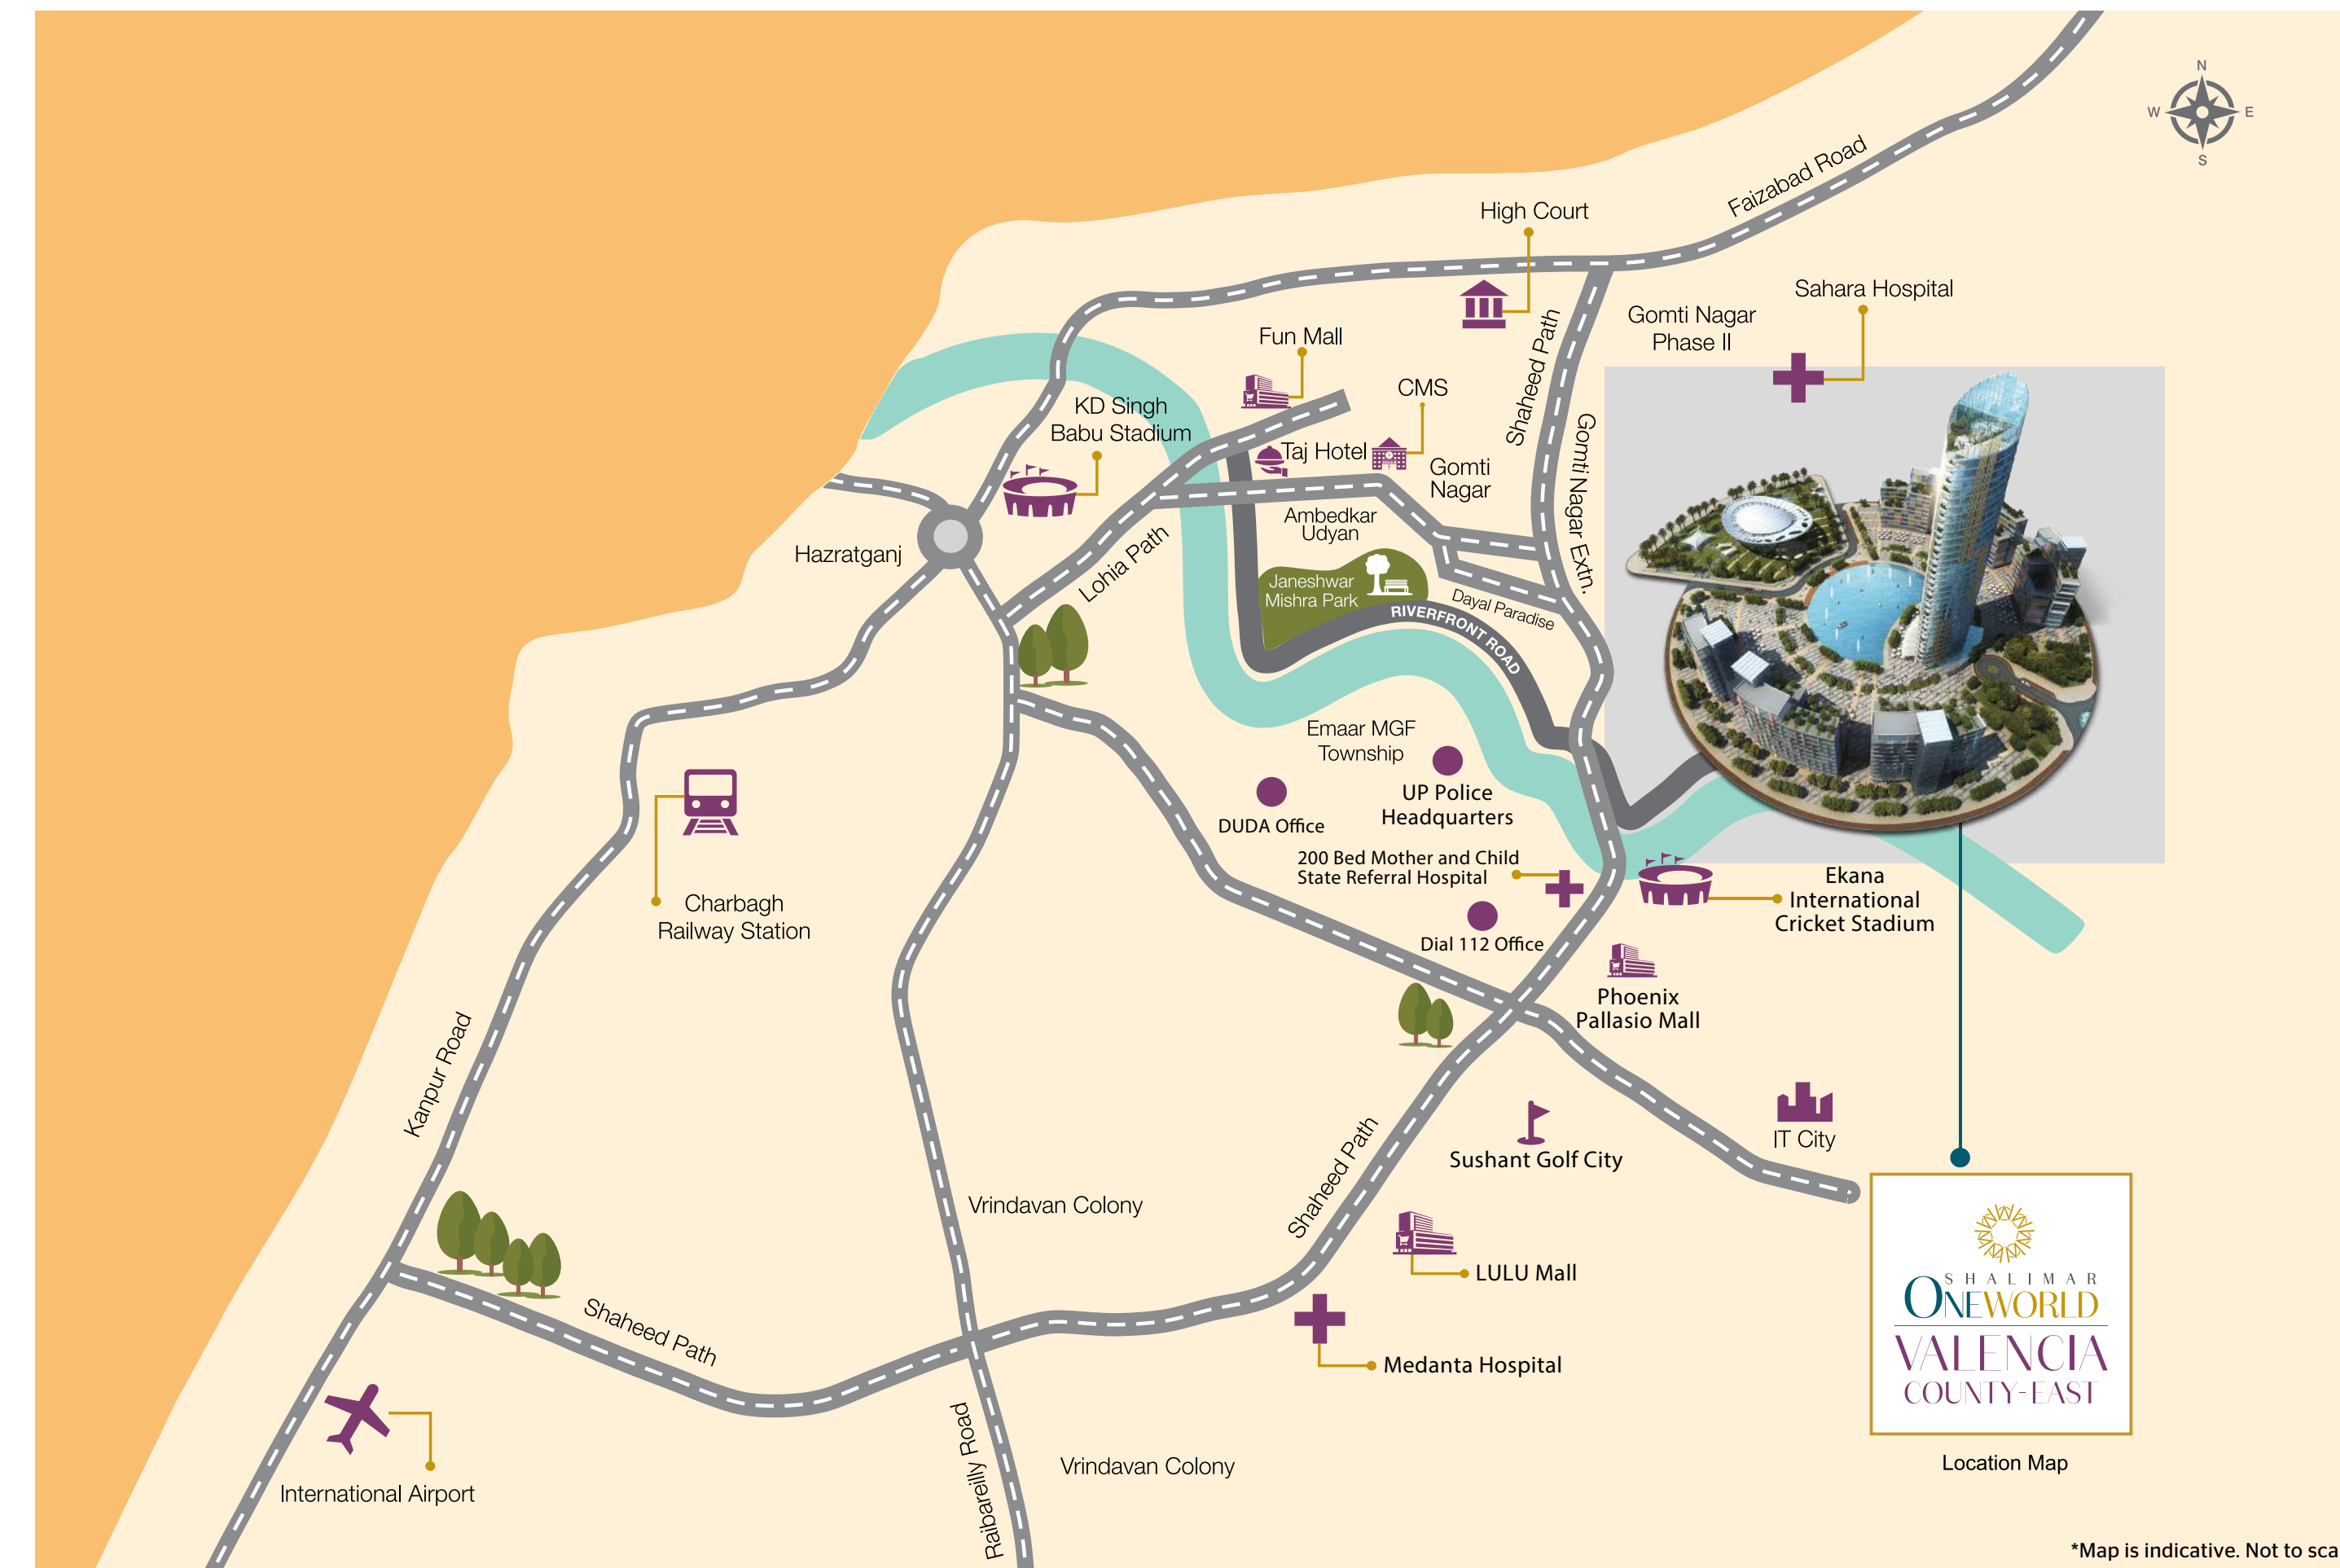 N
W
E
S
Faizabad Road
High Court
Sahara Hospital
Gomti Nagar
Phase II
Shaheed Path
Fun Mall
CMS
KD Singh
Babu Stadium
Taj Hotel
Gomti
Nagar
Gomti Nagar Extn.
Ambedkar
Udyan
Hazratganj
Lohia Path
Janeshwar
Mishra Park
Dayal Paradise
RIVERFRONT ROAD
Emaar MGF
Township
UP Police
Headquarters
DUDA Office
200 Bed Mother and Child
State Referral Hospital
Ekana
International
Cricket Stadium
Charbagh
Railway Station
Dial 112 Office
Phoenix
Pallasio Mall
Kanpur Road
IT City
Sushant Golf City
Shaheed Path
Vrindavan Colony
LULU Mall
Shaheed Path
Medanta Hospital
SHALIMAR
ONEWORLD
VALENCIA
COUNTY-EAST
Raibareilly Road
Vrindavan Colony
Location Map
International Airport
*Map is indicative. Not to sca